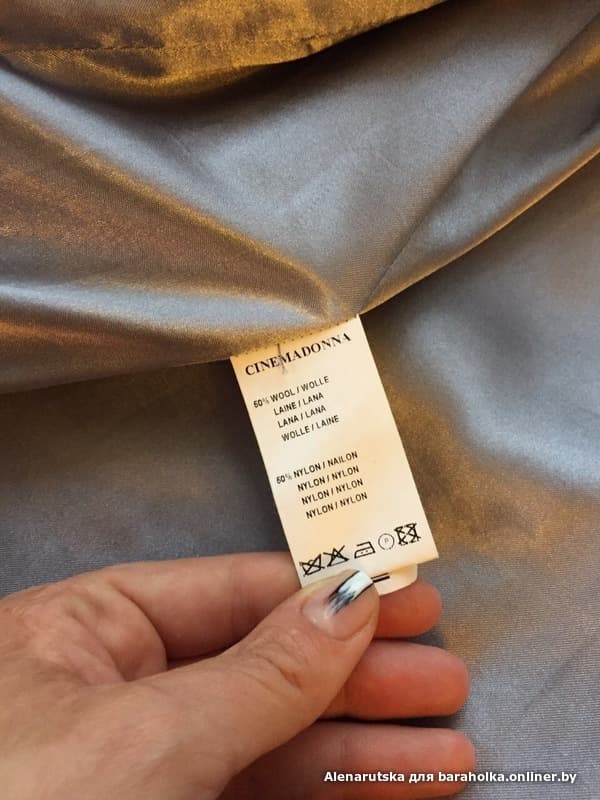 CINEMADONNA
50% WOOL / WOLLE
LAINE / LANA
LANA / LANA
WOLLE / LAINE
50% NYLON / NAILON
NYLON / NYLON
NYLON / NYLON
NYLON / NYLON
P
Alenarutska для baraholka.onliner.by